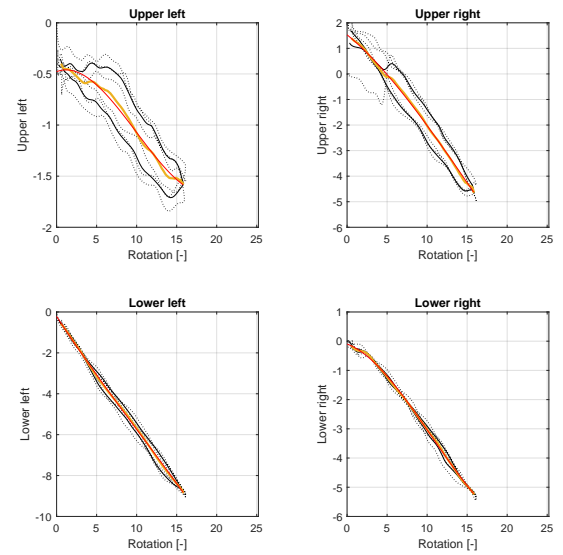 Upper left
Upper left
0
-0.5
-1
-1.5
-2
0 5 10 15 20 25
Rotation [-]
Upper right
Upper right
2
1
0
-1
-2
-3
-4
-5
-6
0 5 10 15 20 25
Rotation [-]
Lower left
Lower left
0
-2
-4
-6
-8
-10
0 5 10 15 20 25
Rotation [-]
Lower right
Lower right
1
0
-1
-2
-3
-4
-5
-6
0 5 10 15 20 25
Rotation [-]